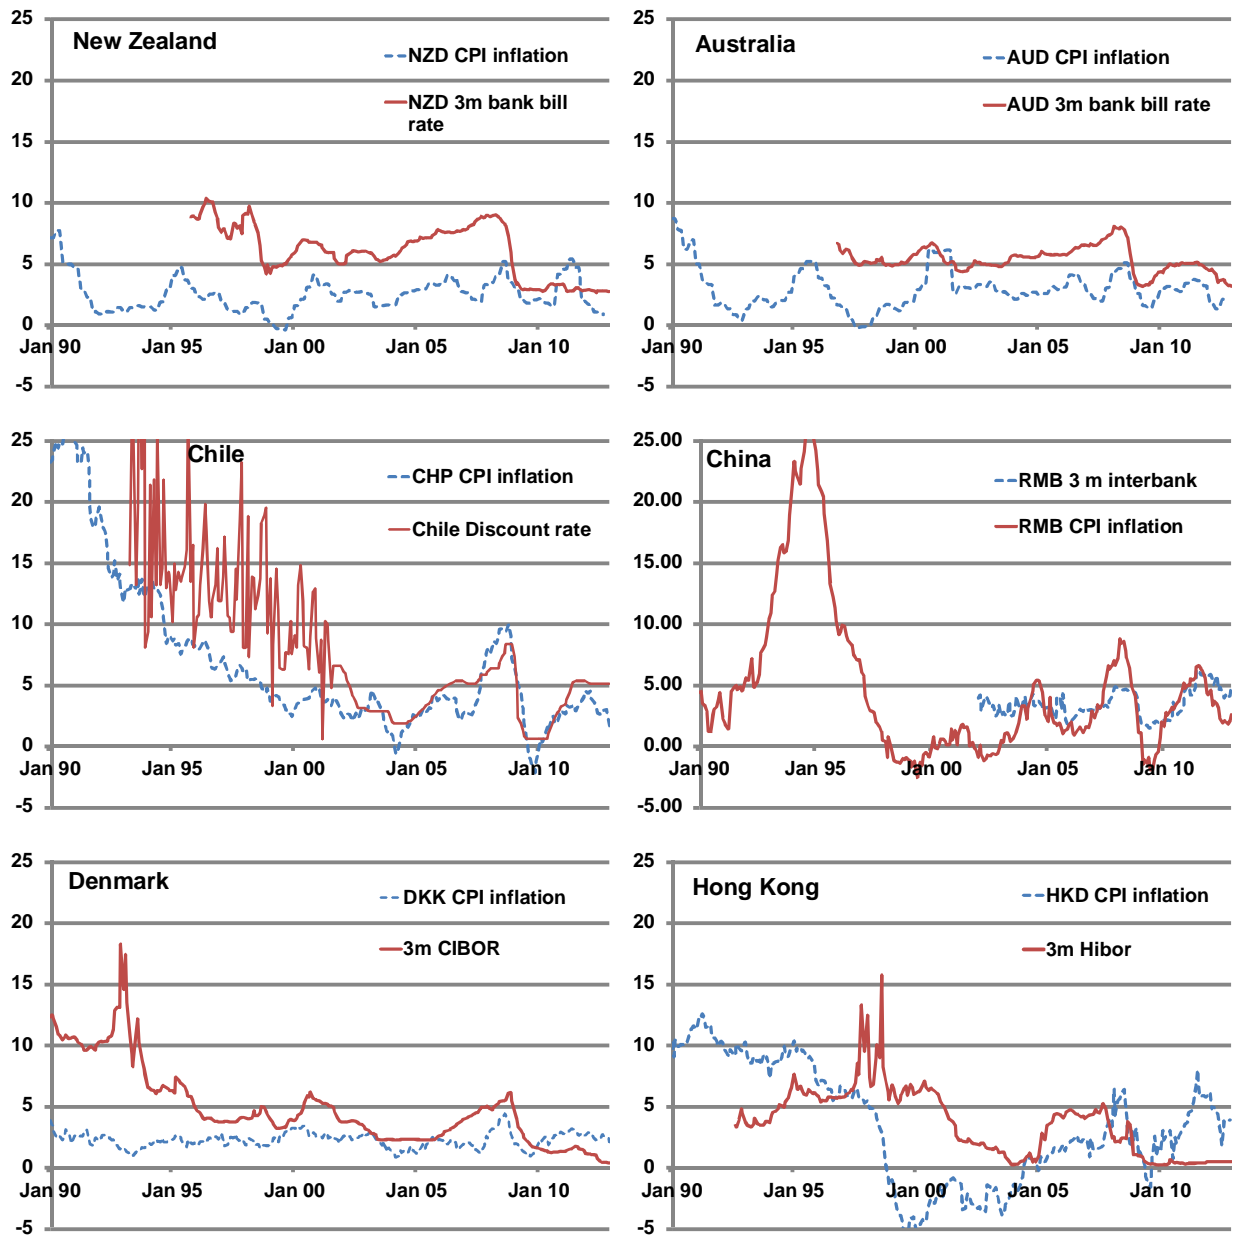 25
20
15
10
5
0
-5
New Zealand
NZD CPI inflation
NZD 3m bank bill
rate
Jan 90 Jan 95 Jan 00 Jan 05 Jan 10
25
20
15
10
5
0
-5
Australia
AUD CPI inflation
AUD 3m bank bill rate
Jan 90 Jan 95 Jan 00 Jan 05 Jan 10
25
20
15
10
5
0
-5
Chile
CHP CPI inflation
Chile Discount rate
Jan 90 Jan 95 Jan 00 Jan 05 Jan 10
25.00
20.00
15.00
10.00
5.00
0.00
-5.00
China
RMB 3 m interbank
RMB CPI inflation
Jan 90 Jan 95 Jan 00 Jan 05 Jan 10
25
20
15
10
5
0
-5
Denmark
DKK CPI inflation
3m CIBOR
Jan 90 Jan 95 Jan 00 Jan 05 Jan 10
25
20
15
10
5
0
-5
Hong Kong
HKD CPI inflation
3m Hibor
Jan 90 Jan 95 Jan 00 Jan 05 Jan 10